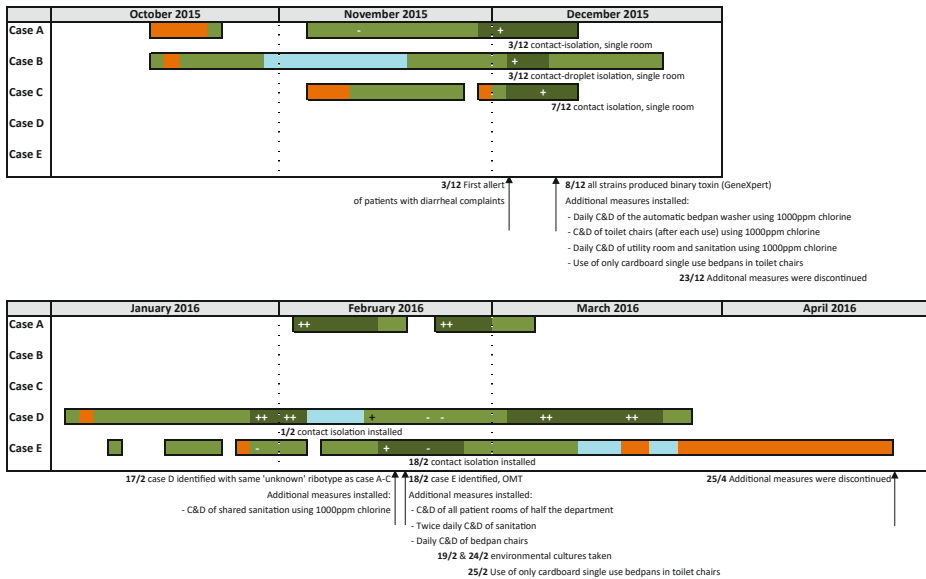 October 2015 November 2015 December 2015
Case A - +
3/12 contact-isolation, single room
Case B +
3/12 contact-droplet isolation, single room
Case C +
7/12 contact isolation, single room
Case D
Case E
3/12 First allert
of patients with diarrheal complaints
8/12 all strains produced binary toxin (GeneXpert)
Additional measures installed:
- Daily C&D of the automatic bedpan washer using 1000ppm chlorine
- C&D of toilet chairs (after each use) using 1000ppm chlorine
- Daily C&D of utility room and sanitation using 1000ppm chlorine
- Use of only cardboard single use bedpans in toilet chairs
23/12 Additonal measures were discontinued
January 2016 February 2016 March 2016 April 2016
Case A ++ ++
Case B
Case C
Case D ++ ++ + - - ++ ++
1/2 contact isolation installed
Case E - + -
18/2 contact isolation installed
17/2 case D identified with same 'unknown' ribotype as case A-C
Additional measures installed:
- C&D of shared sanitation using 1000ppm chlorine
18/2 case E identified, OMT
Additional measures installed:
- C&D of all patient rooms of half the department
- Twice daily C&D of sanitation
- Daily C&D of bedpan chairs
19/2 & 24/2 environmental cultures taken
25/2 Use of only cardboard single use bedpans in toilet chairs
25/4 Additional measures were discontinued